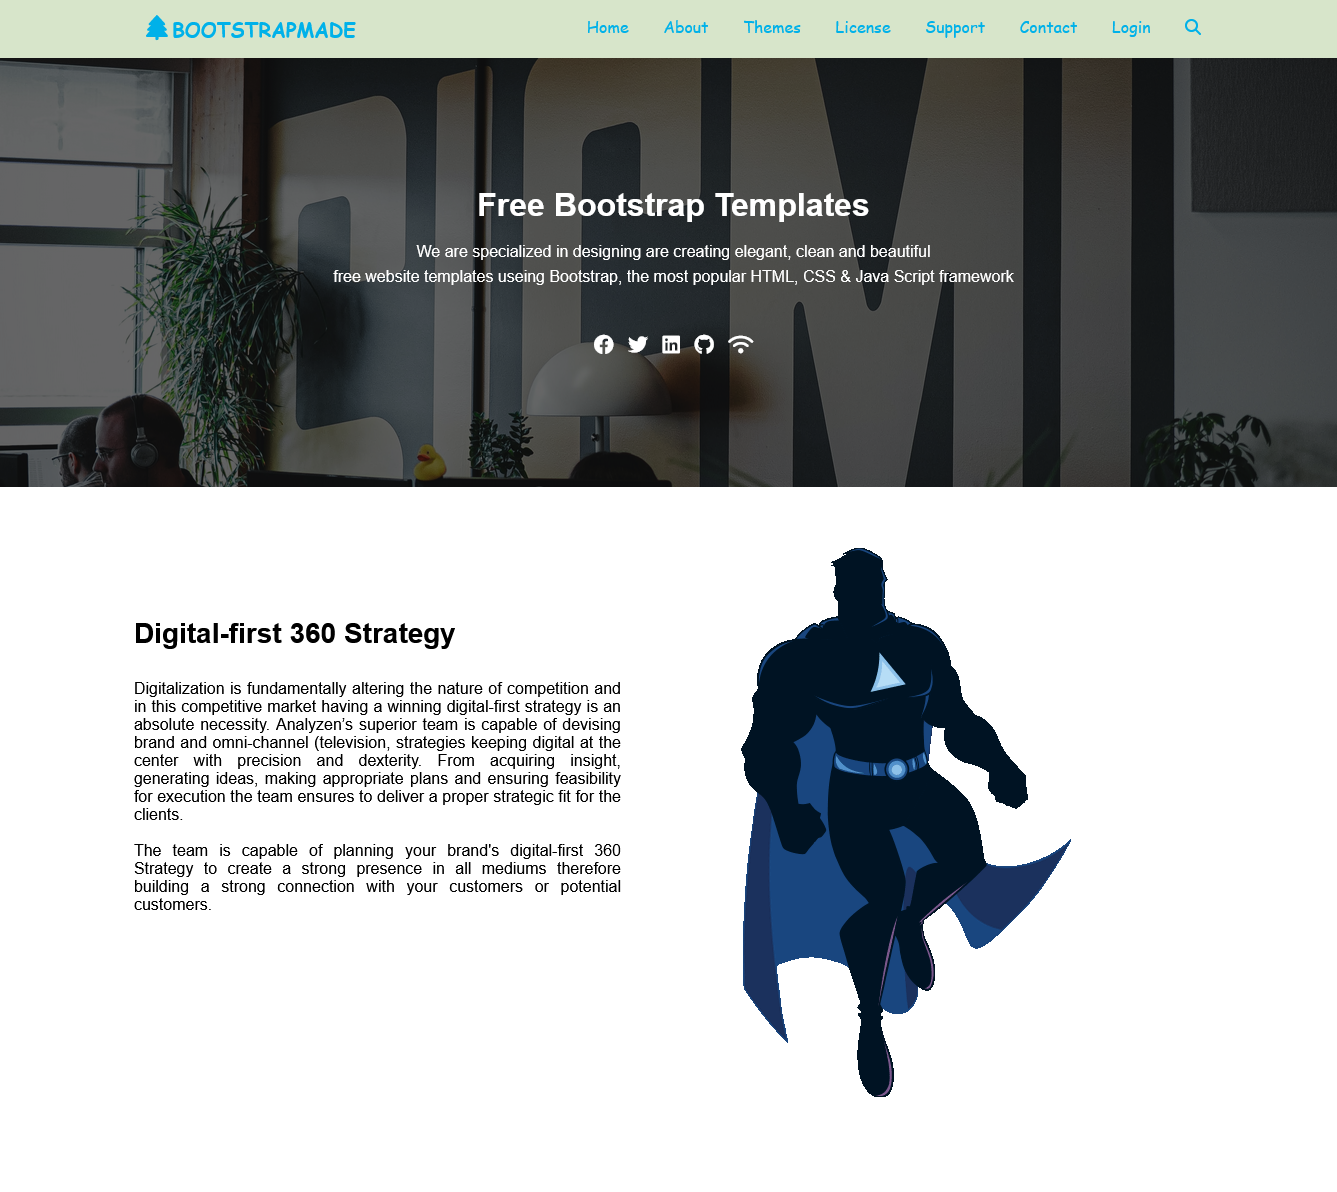 BOOTSTRAPMADE
Home About Themes License Support Contact Login
Free Bootstrap Templates
We are specialized in designing are creating elegant, clean and beautiful
free website templates useing Bootstrap, the most popular HTML, CSS & Java Script framework
Digital-first 360 Strategy
Digitalization is fundamentally altering the nature of competition and
in this competitive market having a winning digital-first strategy is an
absolute necessity. Analyzen’s superior team is capable of devising
brand and omni-channel (television, strategies keeping digital at the
center with precision and dexterity. From acquiring insight,
generating ideas, making appropriate plans and ensuring feasibility
for execution the team ensures to deliver a proper strategic fit for the
clients.
The team is capable of planning your brand's digital-first 360
Strategy to create a strong presence in all mediums therefore
building a strong connection with your customers or potential
customers.